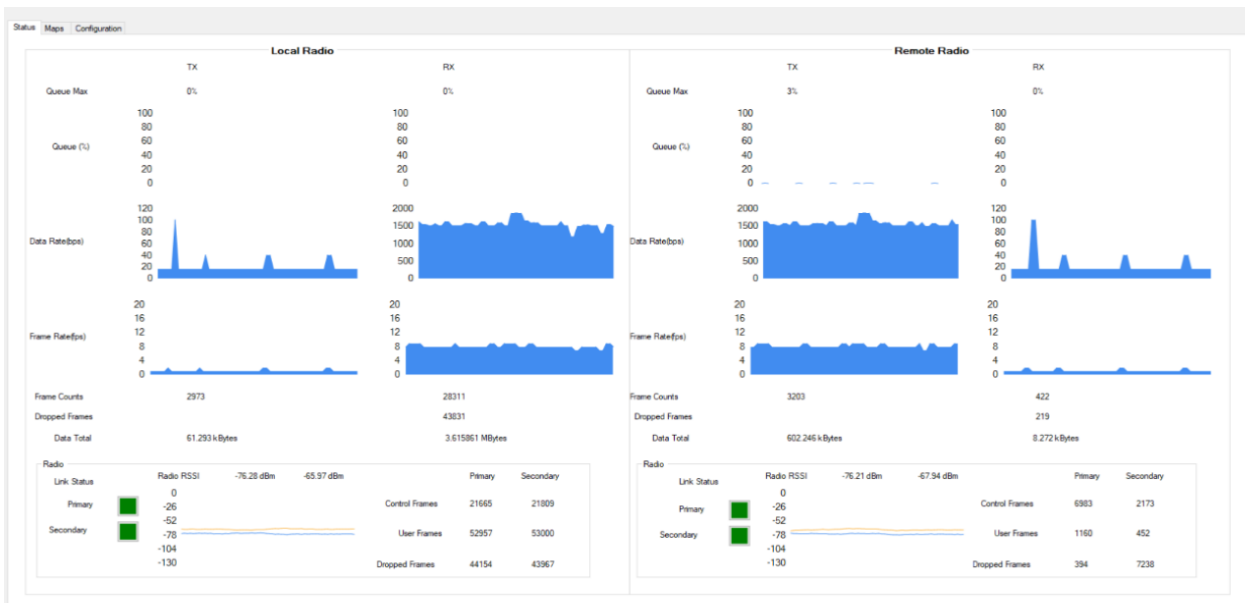 Status Maps Configuration
Local Radio
TX RX
Queue Max 0% 0%
Queue (%)
100
80
60
40
20
0
100
80
60
40
20
0
Data Rate(bps)
120
100
80
60
40
20
0
2000
1500
1000
500
0
Frame Rate(fps)
20
16
12
8
4
0
20
16
12
8
4
0
Frame Counts 2973 28311
Dropped Frames 43831
Data Total 61.293 kBytes 3.615861 MBytes
Radio
Link Status Radio RSSI -76.28 dBm -65.97 dBm Primary Secondary
Primary
Secondary
0
-26
-52
-78
-104
-130
Control Frames 21665 21809
User Frames 52957 53000
Dropped Frames 44154 43967
Remote Radio
TX RX
Queue Max 3% 0%
Queue (%)
100
80
60
40
20
0
100
80
60
40
20
0
Data Rate(bps)
2000
1500
1000
500
0
120
100
80
60
40
20
0
Frame Rate(fps)
20
16
12
8
4
0
20
16
12
8
4
0
Frame Counts 3203 422
Dropped Frames 219
Data Total 602.246 kBytes 8.272 kBytes
Radio
Link Status Radio RSSI -76.21 dBm -67.94 dBm Primary Secondary
Primary
Secondary
0
-26
-52
-78
-104
-130
Control Frames 6983 2173
User Frames 1160 452
Dropped Frames 394 7238